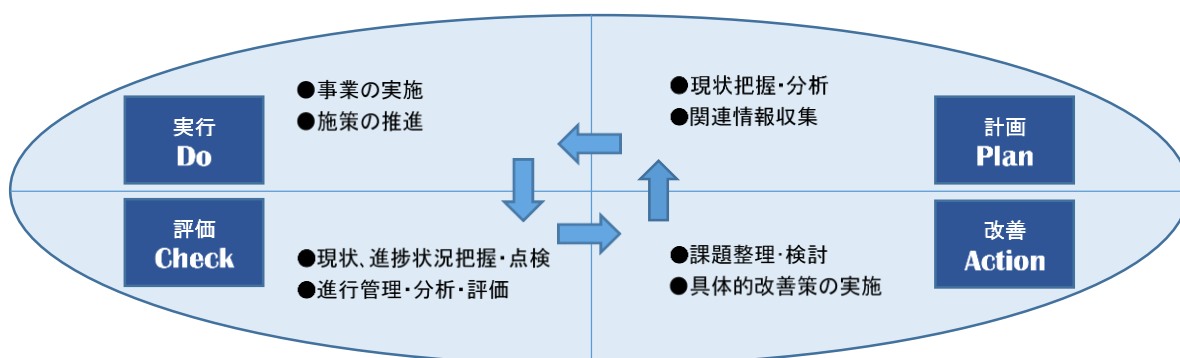 ●事業の実施
●施策の推進
実行
Do
●現状把握・分析
●関連情報収集
計画
Plan
評価
Check
●現状、進捗状況把握・点検
●進行管理・分析・評価
●課題整理・検討
●具体的改善策の実施
改善
Action